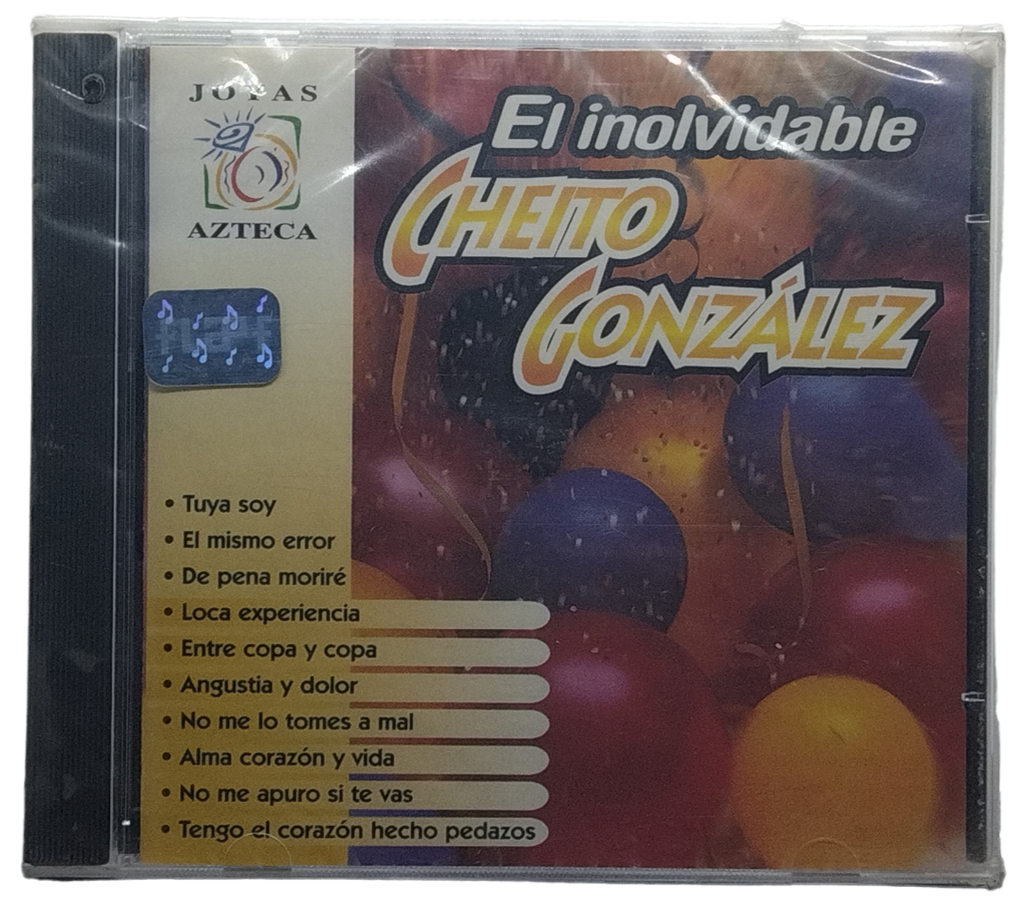 JOYAS
AZTECA
El inolvidable
CHEITO
GONZÁLEZ
• Tuya soy
• El mismo error
• De pena moriré
• Loca experiencia
• Entre copa y copa
• Angustia y dolor
• No me lo tomes a mal
• Alma corazón y vida
• No me apuro si te vas
• Tengo el corazón hecho pedazos